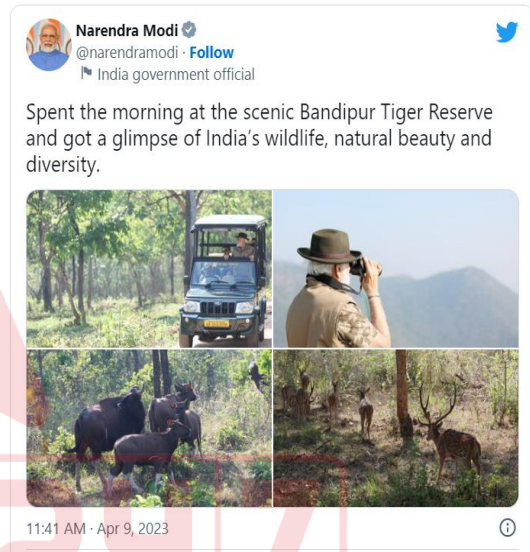 Narendra Modi
@narendramodi · Follow
India government official
Spent the morning at the scenic Bandipur Tiger Reserve
and got a glimpse of India's wildlife, natural beauty and
diversity.
11:41 AM · Apr 9, 2023